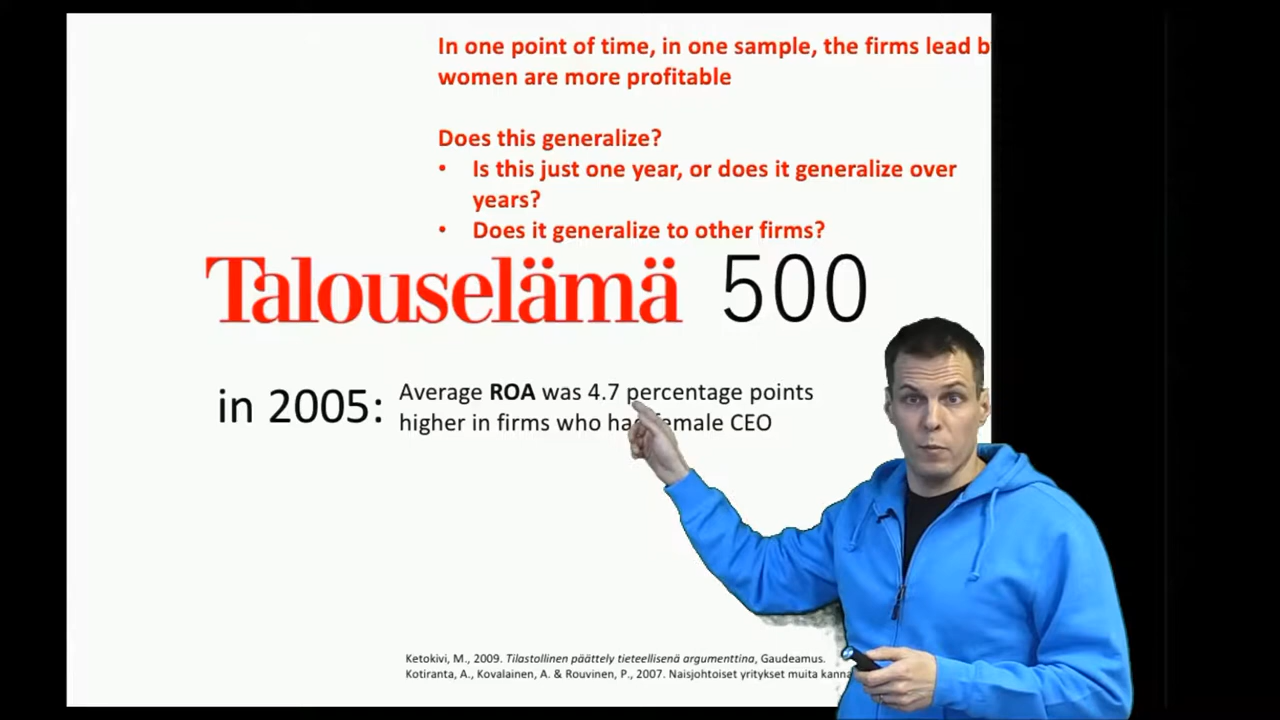 In one point of time, in one sample, the firms lead b
women are more profitable
Does this generalize?
• Is this just one year, or does it generalize over
years?
• Does it generalize to other firms?
Talouselämä 500
in 2005:
Average ROA was 4.7 percentage points
higher in firms who had female CEO
Ketokivi, M., 2009. Tilastollinen päättely tieteellisenä argumenttina, Gaudeamus.
Kotiranta, A., Kovalainen, A. & Rouvinen, P., 2007. Naisjohtoiset yritykset muita kanna